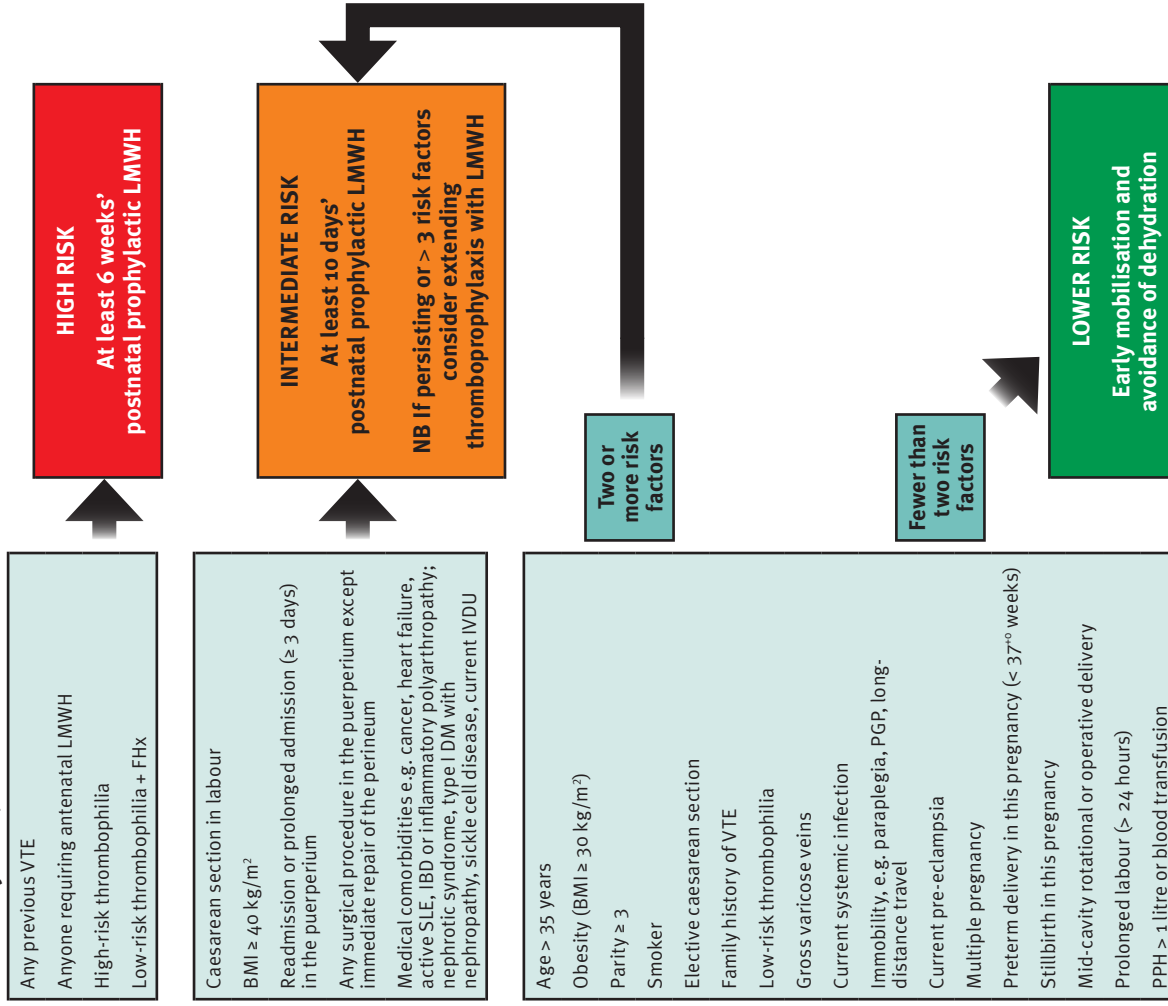 Any previous VTE
Anyone requiring antenatal LMWH
High-risk thrombophilia
Low-risk thrombophilia + FHx
HIGH RISK
At least 6 weeks’
postnatal prophylactic LMWH
Caesarean section in labour
BMI ≥ 40 kg/m²
Readmission or prolonged admission (≥ 3 days)
in the puerperium
Any surgical procedure in the puerperium except
immediate repair of the perineum
Medical comorbidities e.g. cancer, heart failure,
active SLE, IBD or inflammatory polyarthropathy;
nephrotic syndrome, type I DM with
nephropathy, sickle cell disease, current IVDU
INTERMEDIATE RISK
At least 10 days’
postnatal prophylactic LMWH
NB If persisting or > 3 risk factors
consider extending
thromboprophylaxis with LMWH
Age > 35 years
Obesity (BMI ≥ 30 kg/m²)
Parity ≥ 3
Smoker
Elective caesarean section
Family history of VTE
Low-risk thrombophilia
Gross varicose veins
Current systemic infection
Immobility, e.g. paraplegia, PGP, long-
distance travel
Current pre-eclampsia
Multiple pregnancy
Preterm delivery in this pregnancy (< 37⁺⁰ weeks)
Stillbirth in this pregnancy
Mid-cavity rotational or operative delivery
Prolonged labour (> 24 hours)
PPH > 1 litre or blood transfusion
Two or
more risk
factors
Fewer than
two risk
factors
LOWER RISK
Early mobilisation and
avoidance of dehydration